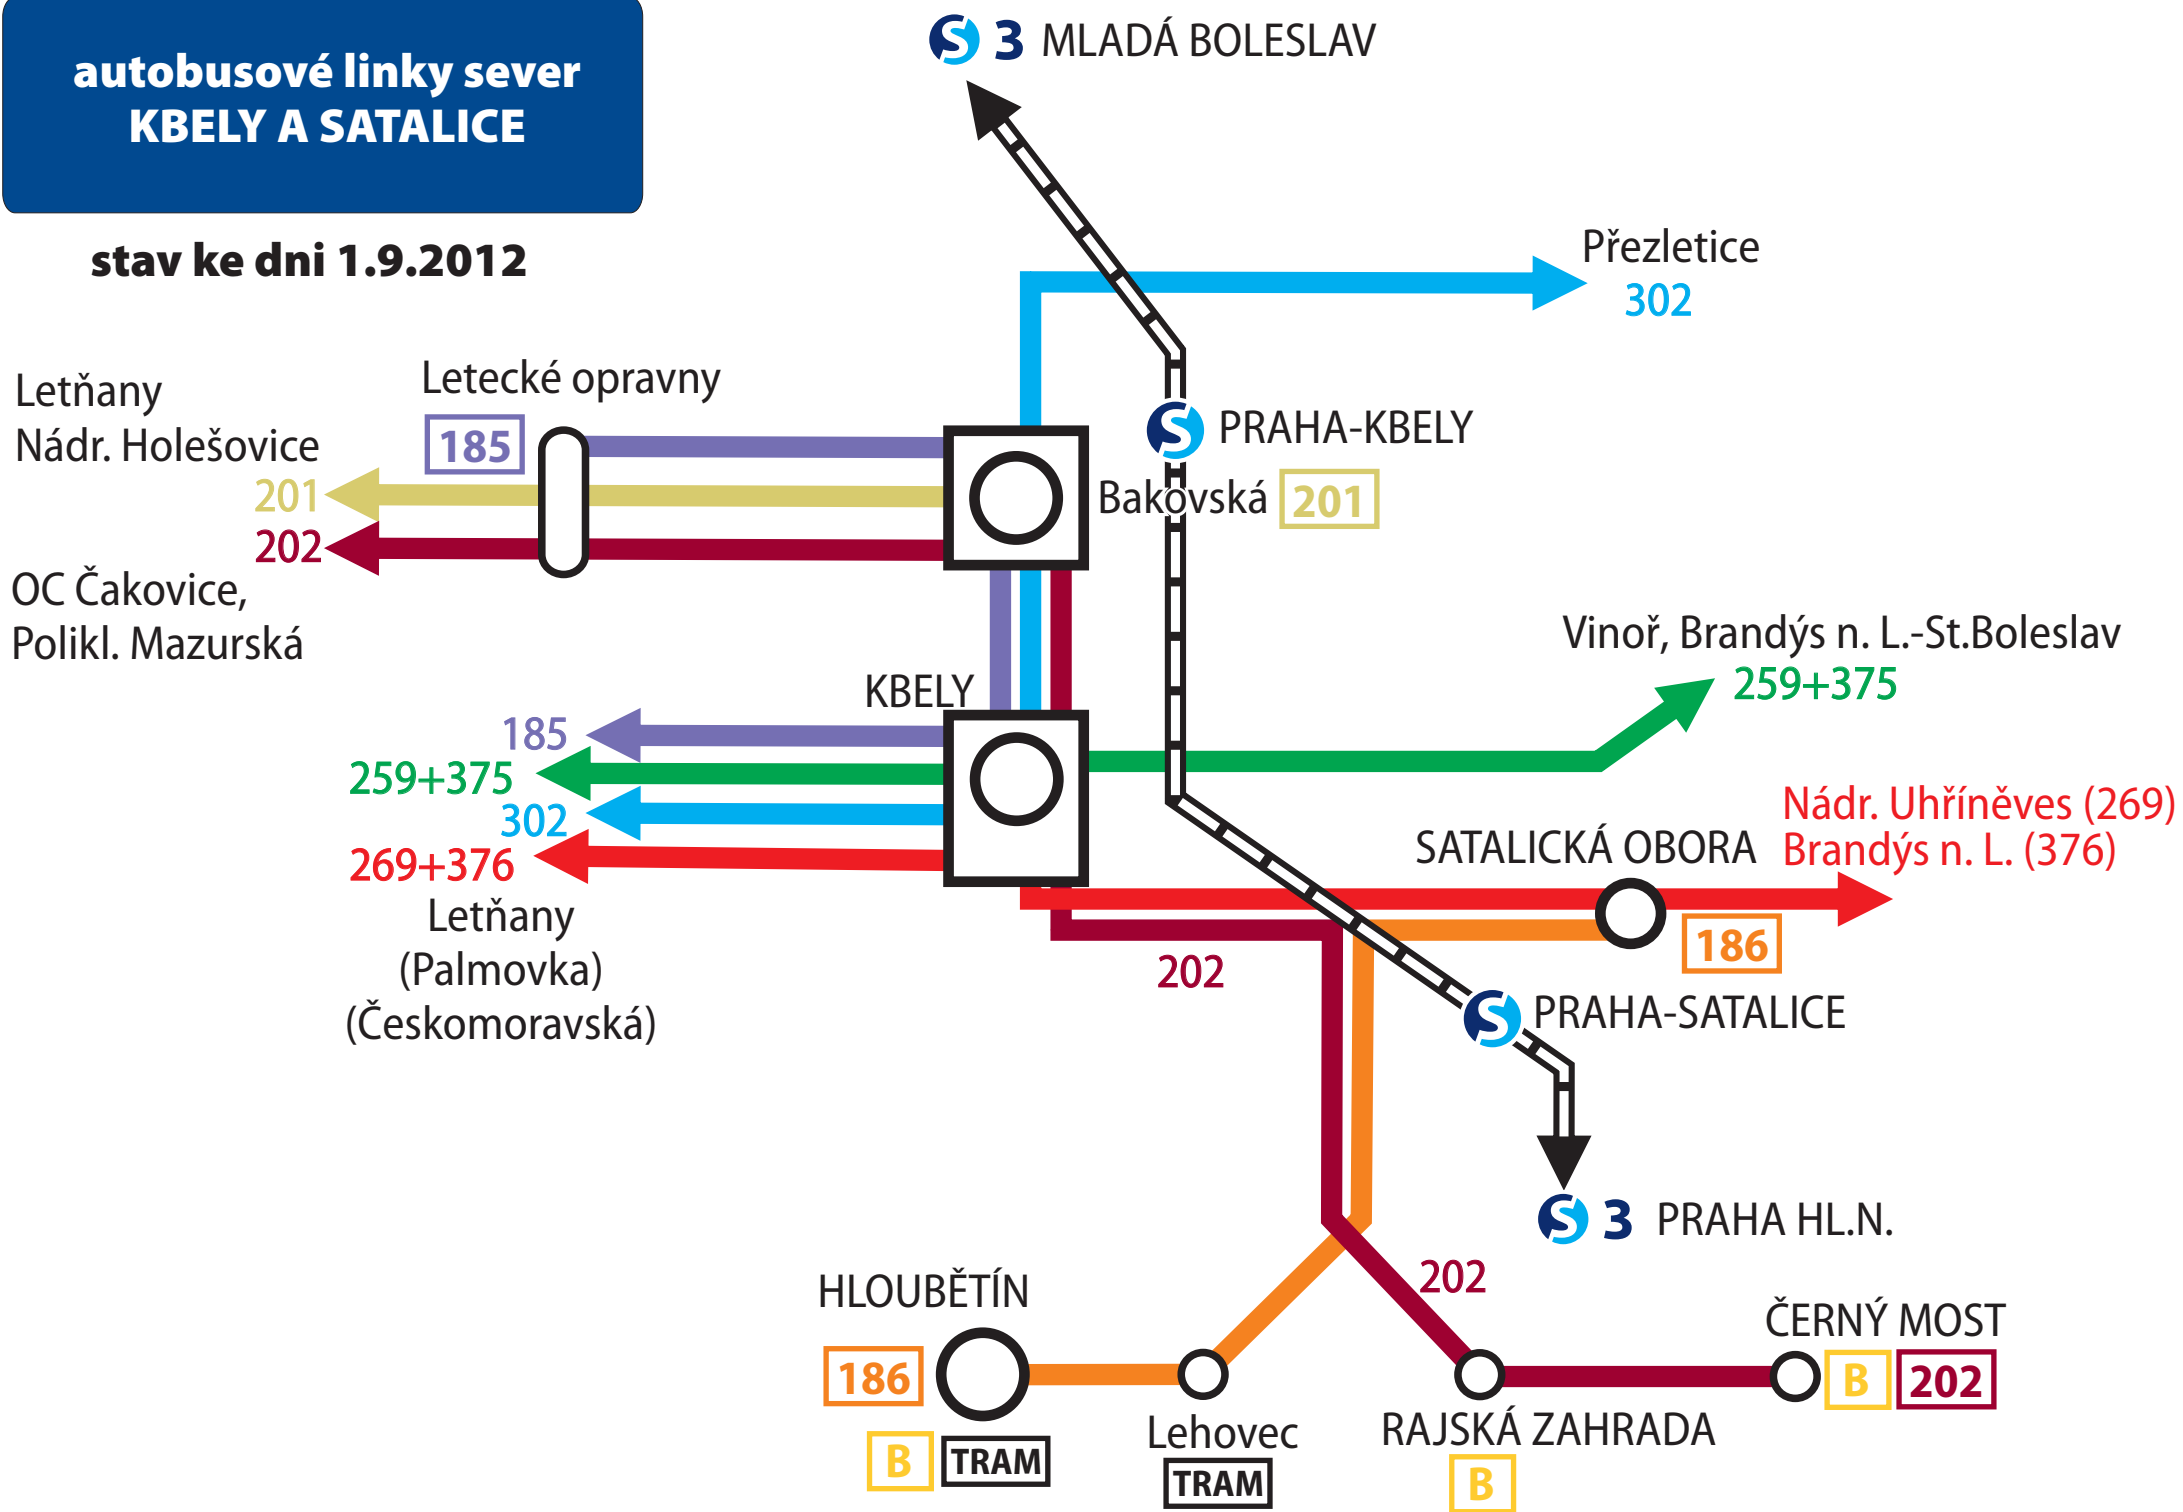 autobusové linky sever
KBELY A SATALICE
stav ke dni 1.9.2012
S 3 MLADÁ BOLESLAV
Přezletice
302
Letňany
Nádr. Holešovice
201
202
OC Čakovice,
Polikl. Mazurská
Letecké opravny
185
S PRAHA-KBELY
Bakovská 201
Vinoř, Brandýs n. L.-St.Boleslav
259+375
KBELY
185
259+375
302
269+376
Letňany
(Palmovka)
(Českomoravská)
Nádr. Uhříněves (269)
Brandýs n. L. (376)
SATALICKÁ OBORA
186
202
S PRAHA-SATALICE
S 3 PRAHA HL.N.
202
HLOUBĚTÍN
186
B TRAM
Lehovec
TRAM
RAJSKÁ ZAHRADA
B
ČERNÝ MOST
B 202